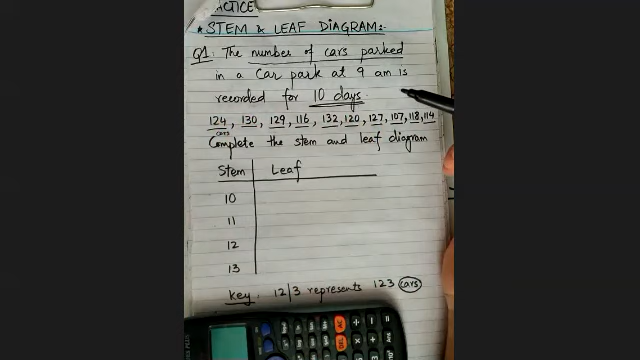 PRACTICE
* STEM & LEAF DIAGRAM:-
Q1: The number of cars parked
in a Car park at 9 am is
recorded for 10 days.
124, 130, 129, 116, 132, 120, 127, 107, 118, 114
cars
Complete the stem and leaf diagram
Stem | Leaf
10
11
12
13
key: 12|3 represents 123 cars